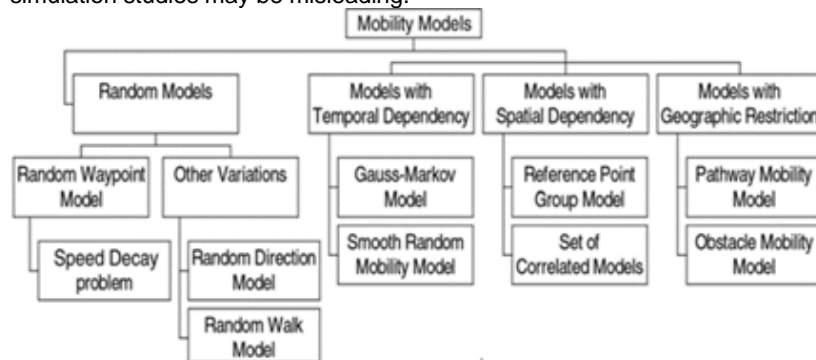 simulation studies may be misleading.
Mobility Models
Random Models
Models with
Temporal Dependency
Models with
Spatial Dependency
Models with
Geographic Restriction
Random Waypoint
Model
Other Variations
Gauss-Markov
Model
Reference Point
Group Model
Pathway Mobility
Model
Speed Decay
problem
Random Direction
Model
Smooth Random
Mobility Model
Set of
Correlated Models
Obstacle Mobility
Model
Random Walk
Model